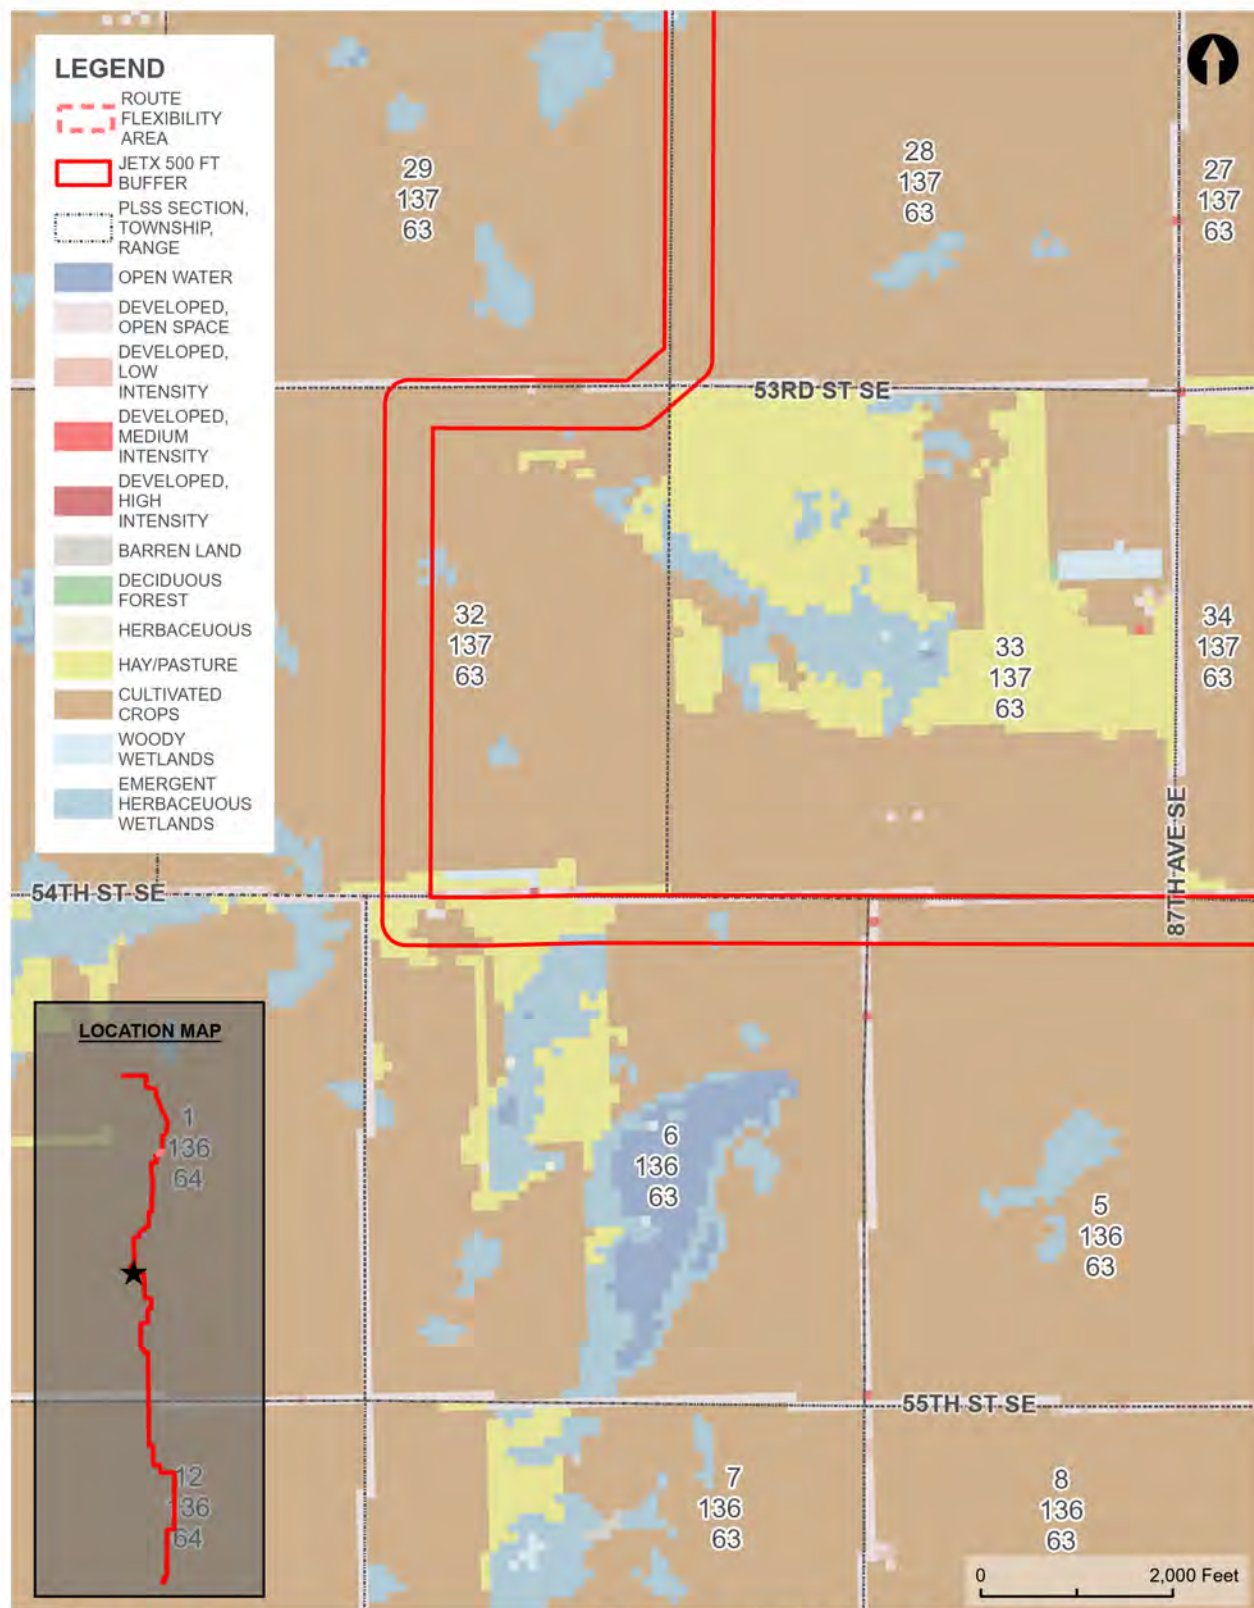 LEGEND
ROUTE
FLEXIBILITY
AREA
JETX 500 FT
BUFFER
PLSS SECTION,
TOWNSHIP,
RANGE
OPEN WATER
DEVELOPED,
OPEN SPACE
DEVELOPED,
LOW
INTENSITY
DEVELOPED,
MEDIUM
INTENSITY
DEVELOPED,
HIGH
INTENSITY
BARREN LAND
DECIDUOUS
FOREST
HERBACEUOUS
HAY/PASTURE
CULTIVATED
CROPS
WOODY
WETLANDS
EMERGENT
HERBACEUOUS
WETLANDS
29
137
63
28
137
63
27
137
63
53RD ST SE
32
137
63
33
137
63
34
137
63
87TH AVE SE
54TH ST SE
LOCATION MAP
1
136
64
6
136
63
5
136
63
55TH ST SE
12
136
64
7
136
63
8
136
63
0 2,000 Feet